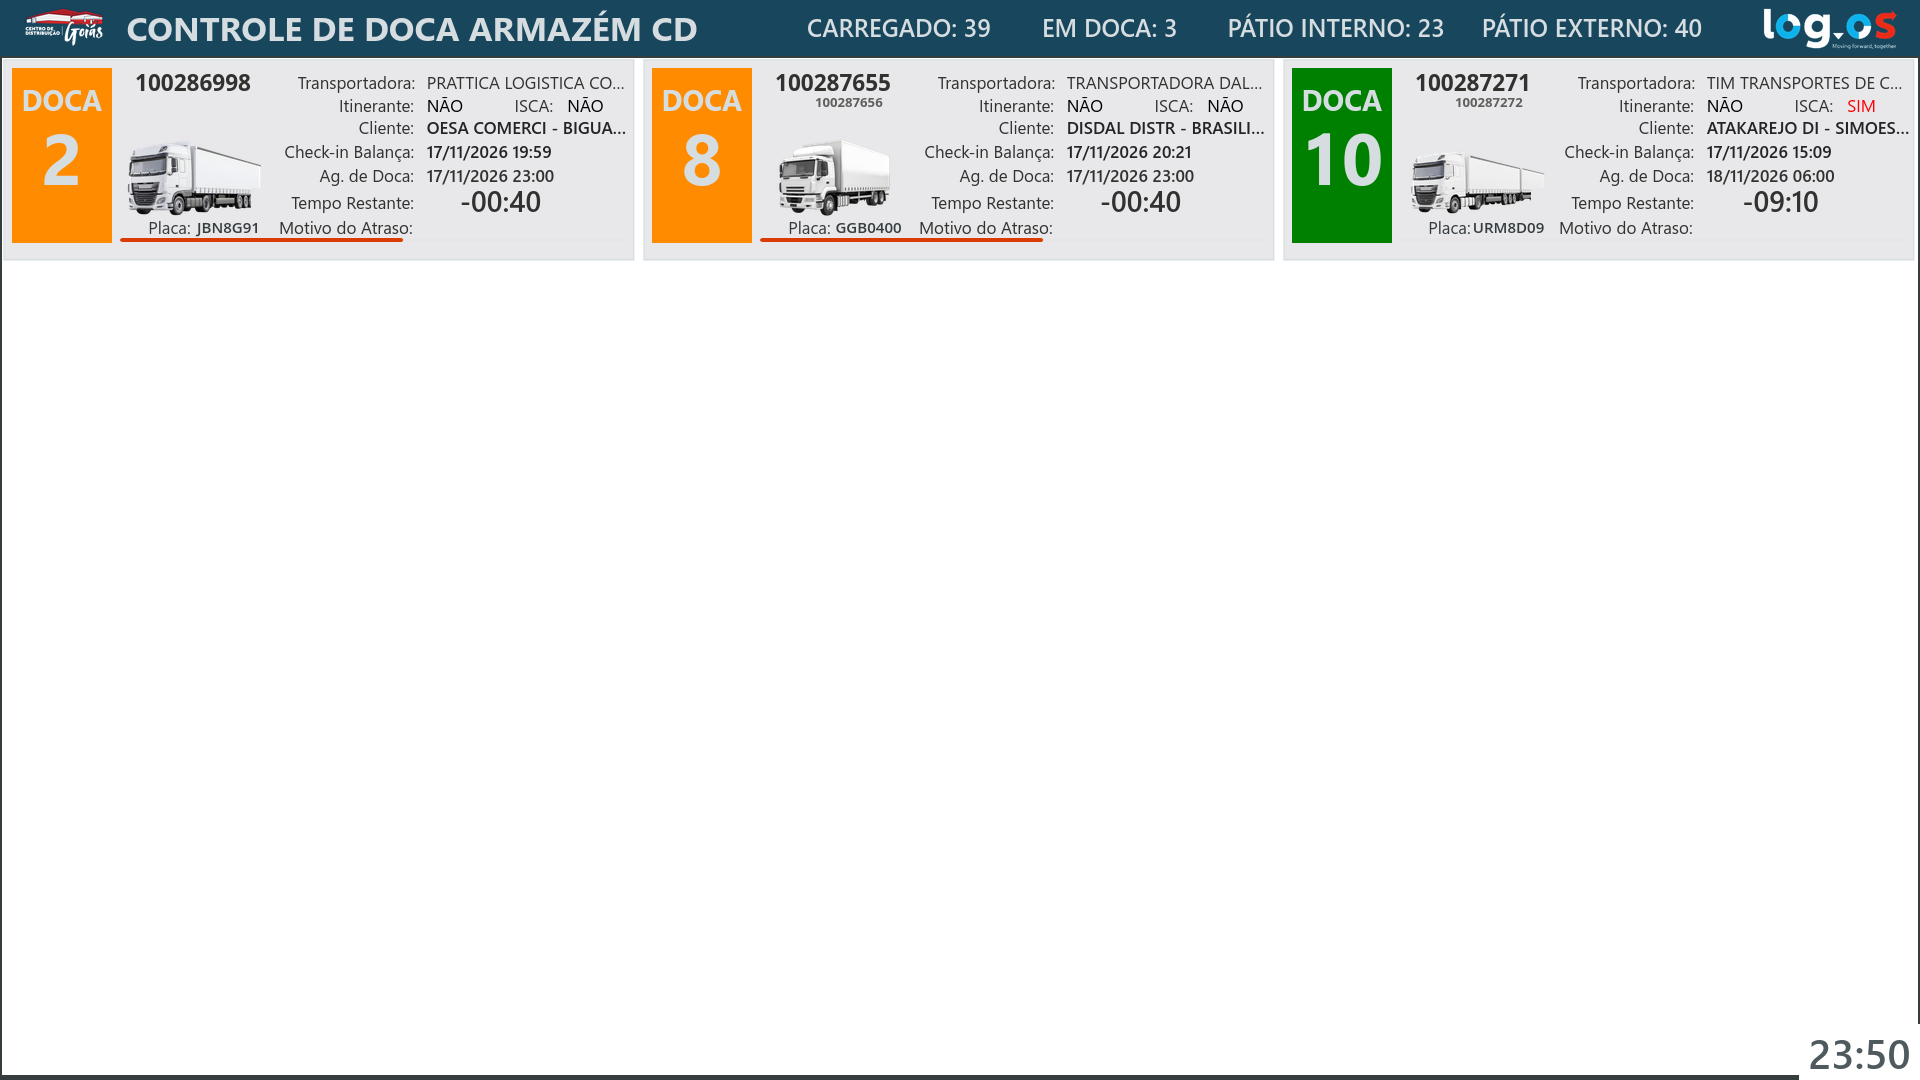 CENTRO DE DISTRIBUIÇÃO Goiás
CONTROLE DE DOCA ARMAZÉM CD
CARREGADO: 39
EM DOCA: 3
PÁTIO INTERNO: 23
PÁTIO EXTERNO: 40
log.os
Moving forward, together
DOCA
2
100286998
Transportadora: PRATTICA LOGISTICA CO...
Itinerante: NÃO ISCA: NÃO
Cliente: OESA COMERCI - BIGUA...
Check-in Balança: 17/11/2026 19:59
Ag. de Doca: 17/11/2026 23:00
Tempo Restante: -00:40
Placa: JBN8G91
Motivo do Atraso:
DOCA
8
100287655
100287656
Transportadora: TRANSPORTADORA DAL...
Itinerante: NÃO ISCA: NÃO
Cliente: DISDAL DISTR - BRASILI...
Check-in Balança: 17/11/2026 20:21
Ag. de Doca: 17/11/2026 23:00
Tempo Restante: -00:40
Placa: GGB0400
Motivo do Atraso:
DOCA
10
100287271
100287272
Transportadora: TIM TRANSPORTES DE C...
Itinerante: NÃO ISCA: SIM
Cliente: ATAKAREJO DI - SIMOES...
Check-in Balança: 17/11/2026 15:09
Ag. de Doca: 18/11/2026 06:00
Tempo Restante: -09:10
Placa: URM8D09
Motivo do Atraso:
23:50